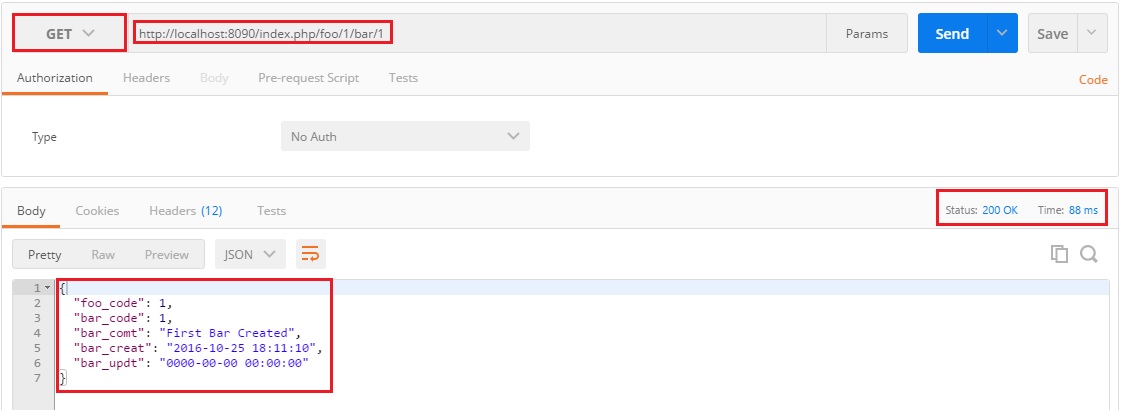 GET http://localhost:8090/index.php/foo/1/bar/1 Params Send Save
Authorization Headers Body Pre-request Script Tests Code
Type No Auth
Body Cookies Headers (12) Tests Status: 200 OK Time: 88 ms
Pretty Raw Preview JSON
1 {
2 "foo_code": 1,
3 "bar_code": 1,
4 "bar_comt": "First Bar Created",
5 "bar_creat": "2016-10-25 18:11:10",
6 "bar_updt": "0000-00-00 00:00:00"
7 }